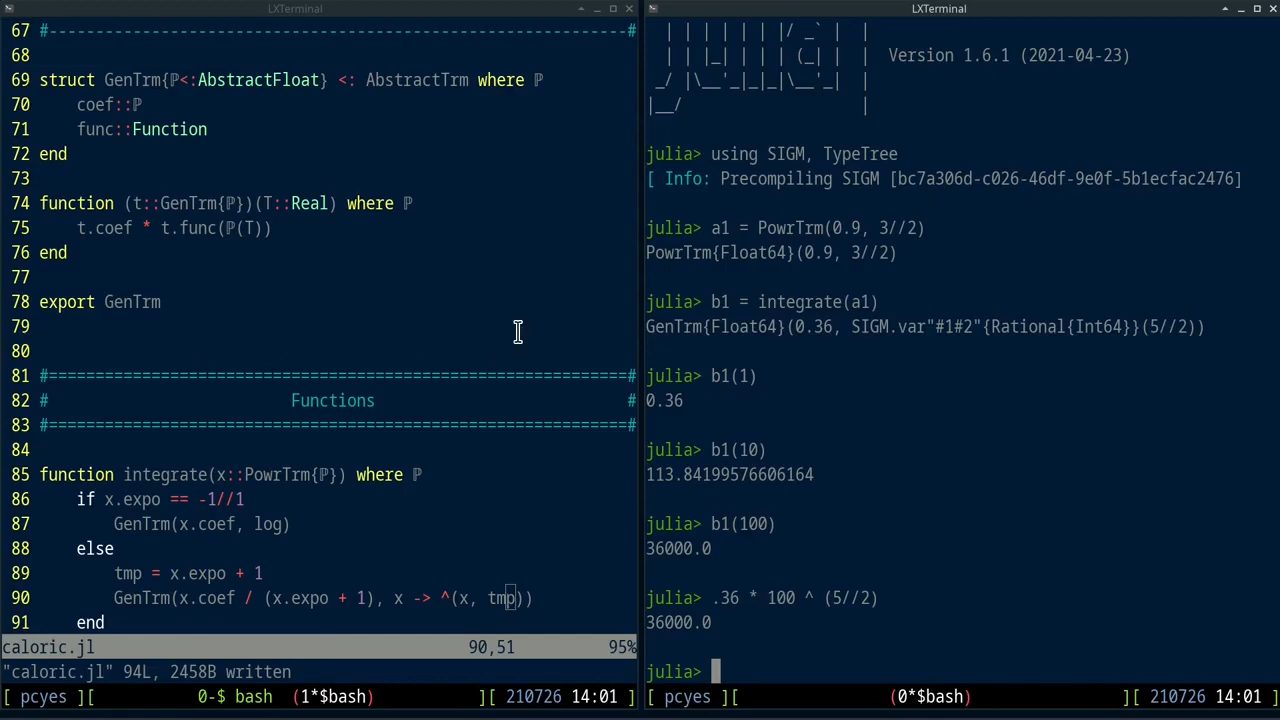 LXTerminal
67 #--------------------------------------------------------------#
68
69 struct GenTrm{ℙ<:AbstractFloat} <: AbstractTrm where ℙ
70     coef::ℙ
71     func::Function
72 end
73
74 function (t::GenTrm{ℙ})(T::Real) where ℙ
75     t.coef * t.func(ℙ(T))
76 end
77
78 export GenTrm
79
80
81 #==============================================================#
82 #                          Functions                           #
83 #==============================================================#
84
85 function integrate(x::PowrTrm{ℙ}) where ℙ
86     if x.expo == -1//1
87         GenTrm(x.coef, log)
88     else
89         tmp = x.expo + 1
90         GenTrm(x.coef / (x.expo + 1), x -> ^(x, tmp))
91     end
caloric.jl                                         90,51          95%
"caloric.jl" 94L, 2458B written
[ pcyes ][           0-$ bash  (1*$bash)            ][ 210726 14:01 ]
LXTerminal
  | | | | | | |/ _` |  |
  | | |_| | | | (_| |  |  Version 1.6.1 (2021-04-23)
 _/ |\__'_|_|_|\__'_|  |
|__/                   |
julia> using SIGM, TypeTree
[ Info: Precompiling SIGM [bc7a306d-c026-46df-9e0f-5b1ecfac2476]
julia> a1 = PowrTrm(0.9, 3//2)
PowrTrm{Float64}(0.9, 3//2)
julia> b1 = integrate(a1)
GenTrm{Float64}(0.36, SIGM.var"#1#2"{Rational{Int64}}(5//2))
julia> b1(1)
0.36
julia> b1(10)
113.84199576606164
julia> b1(100)
36000.0
julia> .36 * 100 ^ (5//2)
36000.0
julia>
[ pcyes ][                (0*$bash)                 ][ 210726 14:01 ]